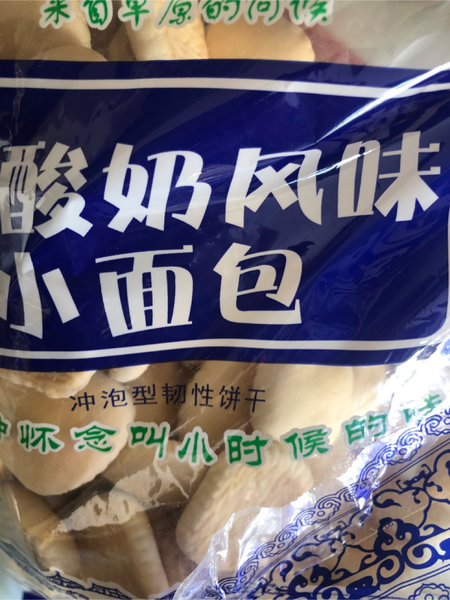 来自草原的问候
酸奶风味
小面包
冲泡型韧性饼干
种怀念叫小时候的味